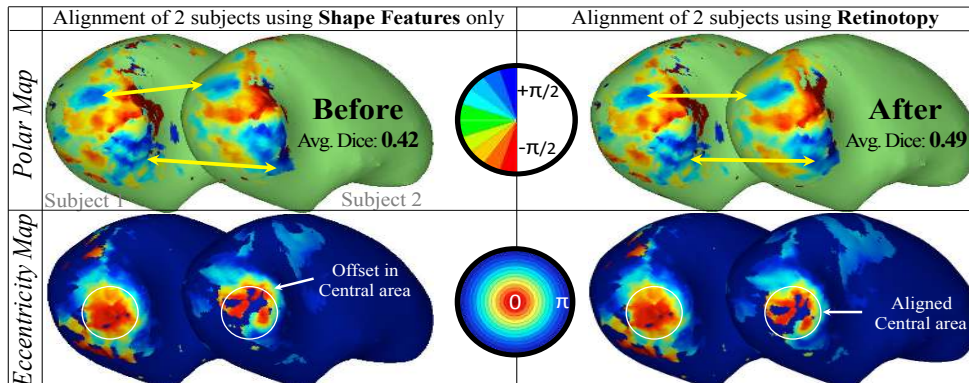 Alignment of 2 subjects using Shape Features only
Alignment of 2 subjects using Retinotopy
Polar Map
Before
Avg. Dice: 0.42
Subject 1
Subject 2
+π/2
-π/2
After
Avg. Dice: 0.49
Eccentricity Map
Offset in
Central area
0
π
Aligned
Central area